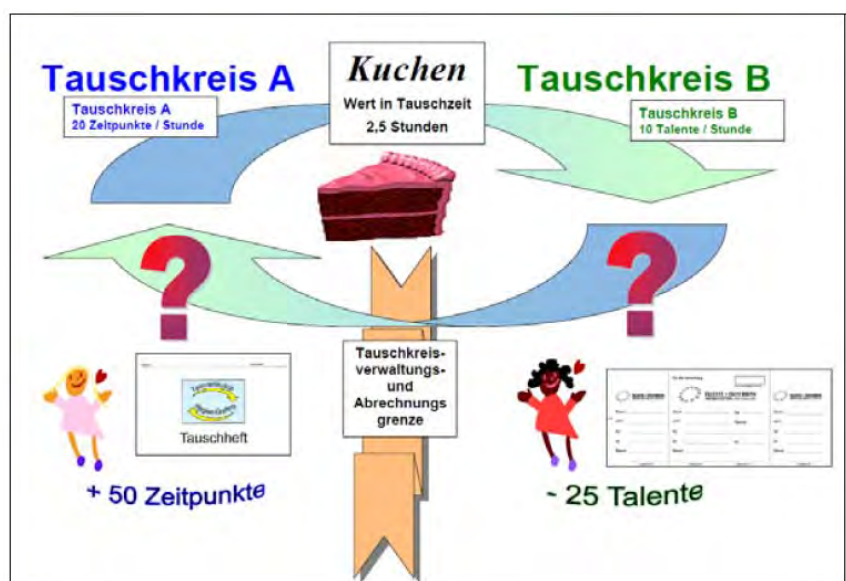 Tauschkreis A
Tauschkreis A
20 Zeitpunkte / Stunde
Kuchen
Wert in Tauschzeit
2,5 Stunden
Tauschkreis B
Tauschkreis B
10 Talente / Stunde
?
?
Tauschkreis-
verwaltungs-
und
Abrechnungs
grenze
Tauschheft
+ 50 Zeitpunkte
- 25 Talente